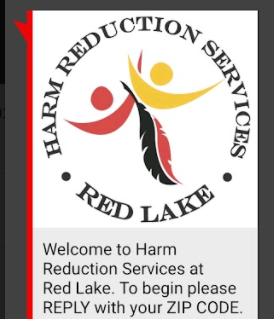 HARM REDUCTION SERVICES
• RED LAKE •
Welcome to Harm
Reduction Services at
Red Lake. To begin please
REPLY with your ZIP CODE.